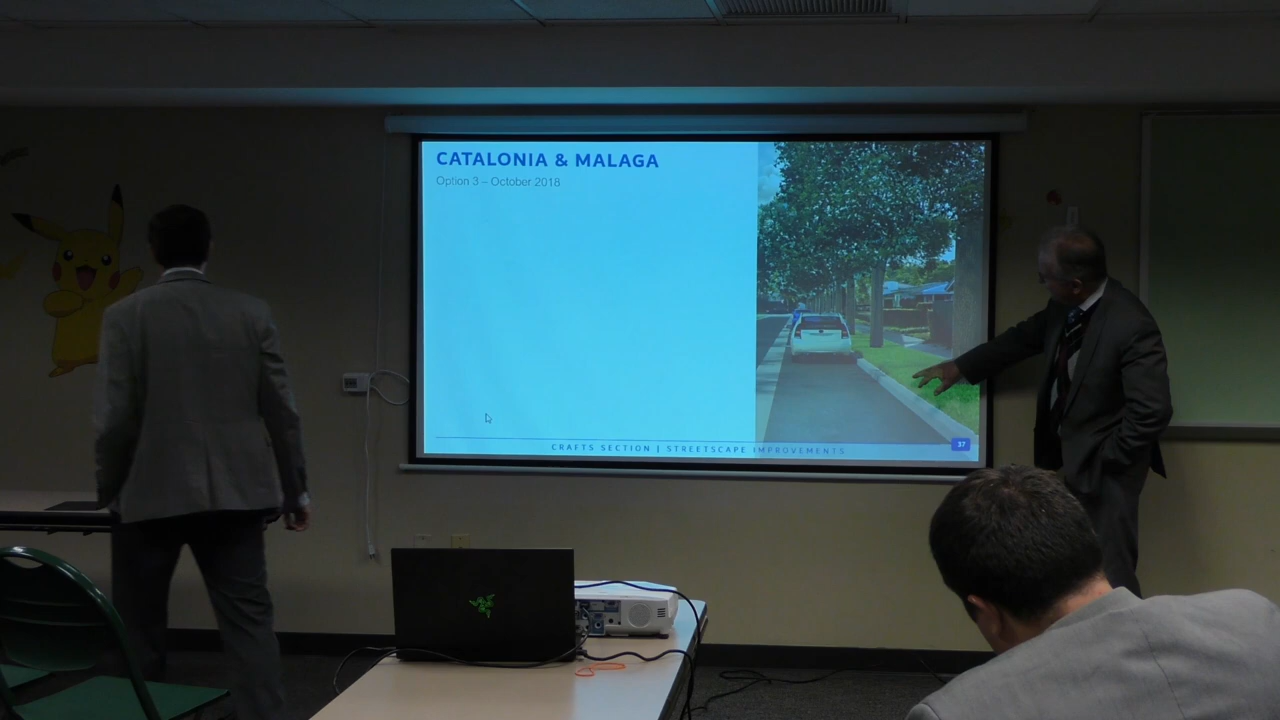 CATALONIA & MALAGA
Option 3 – October 2018
CRAFTS SECTION | STREETSCAPE IMPROVEMENTS
37